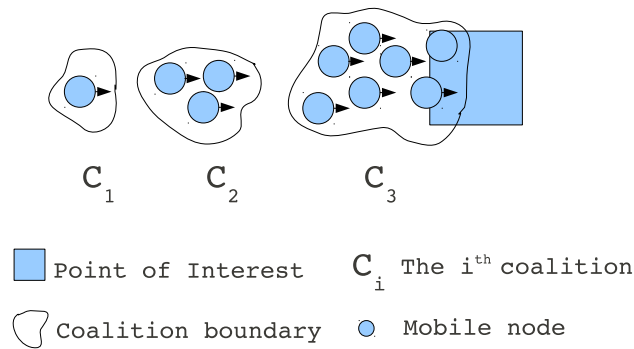 C₁ C₂ C₃
Point of Interest
Cᵢ The iᵗʰ coalition
Coalition boundary
Mobile node